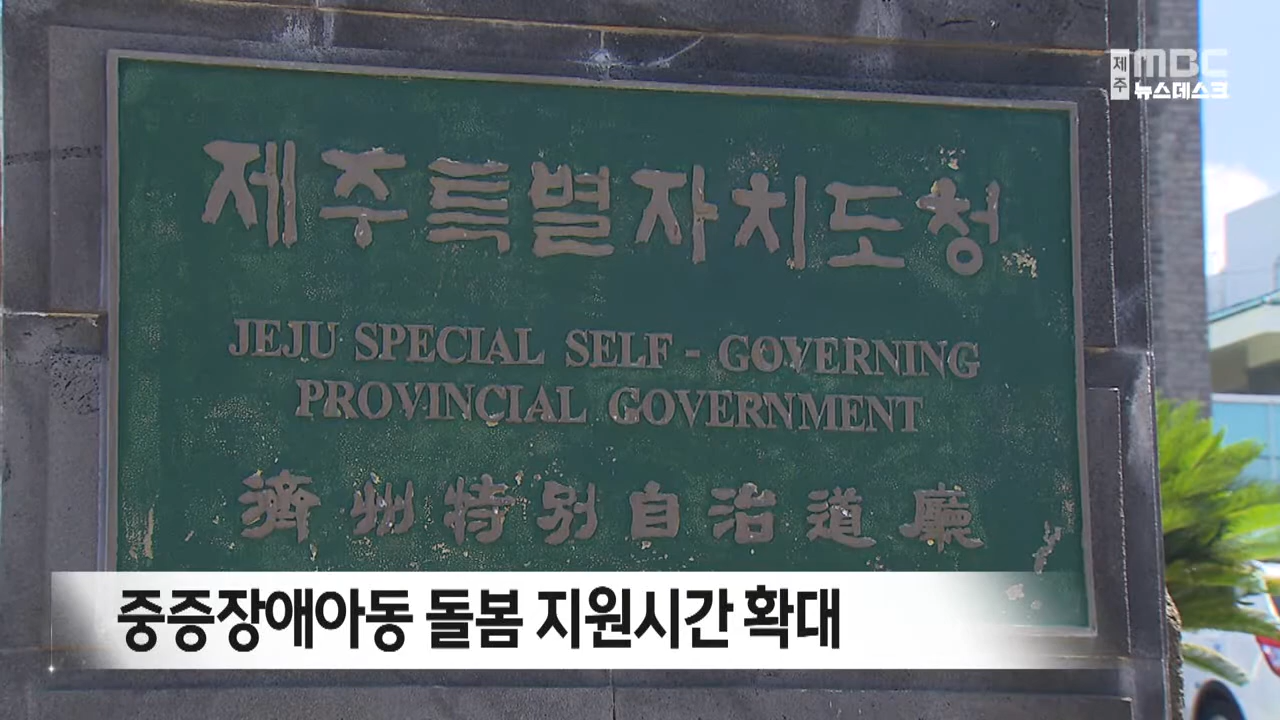 제주 MBC
뉴스데스크
제주특별자치도청
JEJU SPECIAL SELF - GOVERNING
PROVINCIAL GOVERNMENT
濟州特別自治道廳
중증장애아동 돌봄 지원시간 확대